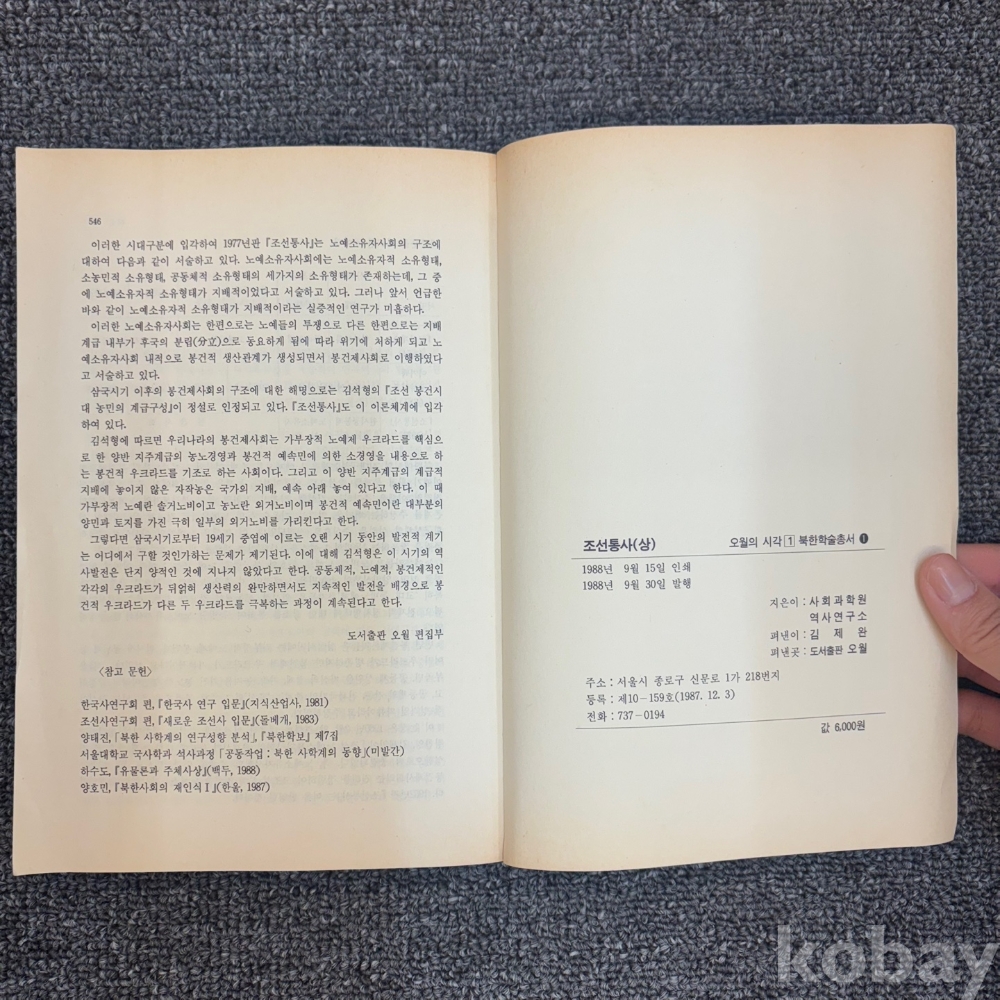 546
이러한 시대구분에 입각하여 1977년판 『조선통사』는 노예소유자사회의 구조에
대하여 다음과 같이 서술하고 있다. 노예소유자사회에는 노예소유자적 소유형태,
소농민적 소유형태, 공동체적 소유형태의 세가지의 소유형태가 존재하는데, 그 중
에 노예소유자적 소유형태가 지배적이었다고 서술하고 있다. 그러나 앞서 언급한
바와 같이 노예소유자적 소유형태가 지배적이라는 실증적인 연구가 미흡하다.
이러한 노예소유자사회는 한편으로는 노예들의 투쟁으로 다른 한편으로는 지배
계급 내부가 후국의 분립(分立)으로 동요하게 됨에 따라 위기에 처하게 되고 노
예소유자사회 내적으로 봉건적 생산관계가 생성되면서 봉건제사회로 이행하였다
고 서술하고 있다.
삼국시기 이후의 봉건제사회의 구조에 대한 해명으로는 김석형의 『조선 봉건시
대 농민의 계급구성』이 정설로 인정되고 있다. 『조선통사』도 이 이론체계에 입각
하여 있다.
김석형에 따르면 우리나라의 봉건제사회는 가부장적 노예제 우크라드를 핵심으
로 한 양반 지주계급의 농노경영과 봉건적 예속민에 의한 소경영을 내용으로 하
는 봉건적 우크라드를 기조로 하는 사회이다. 그리고 이 양반 지주계급의 계급적
지배에 놓이지 않은 자작농은 국가의 지배, 예속 아래 놓여 있다고 한다. 이 때
가부장적 노예란 솔거노비이고 농노란 외거노비이며 봉건적 예속민이란 대부분의
양민과 토지를 가진 극히 일부의 외거노비를 가리킨다고 한다.
그렇다면 삼국시기로부터 19세기 중엽에 이르는 오랜 시기 동안의 발전적 계기
는 어디에서 구할 것인가하는 문제가 제기된다. 이에 대해 김석형은 이 시기의 역
사발전은 단지 양적인 것에 지나지 않았다고 한다. 공동체적, 노예적, 봉건제적인
각각의 우크라드가 뒤얽혀 생산력의 완만하면서도 지속적인 발전을 배경으로 봉
건적 우크라드가 다른 두 우크라드를 극복하는 과정이 계속된다고 한다.
도서출판 오월 편집부
〈참고 문헌〉
한국사연구회 편, 『한국사 연구 입문』(지식산업사, 1981)
조선사연구회 편, 『새로운 조선사 입문』(돌베개, 1983)
양태진, 「북한 사학계의 연구성향 분석」, 『북한학보』 제7집
서울대학교 국사학과 석사과정 「공동작업 : 북한 사학계의 동향」(미발간)
하수도, 『유물론과 주체사상』(백두, 1988)
양호민, 『북한사회의 재인식 I』(한울, 1987)
조선통사(상) 오월의 시각 1 북한학술총서 1
1988년 9월 15일 인쇄
1988년 9월 30일 발행
지은이 : 사회과학원
역사연구소
펴낸이 : 김 제 완
펴낸곳 : 도서출판 오월
주소 : 서울시 종로구 신문로 1가 218번지
등록 : 제10-159호(1987. 12. 3)
전화 : 737-0194
값 6,000원
kobay